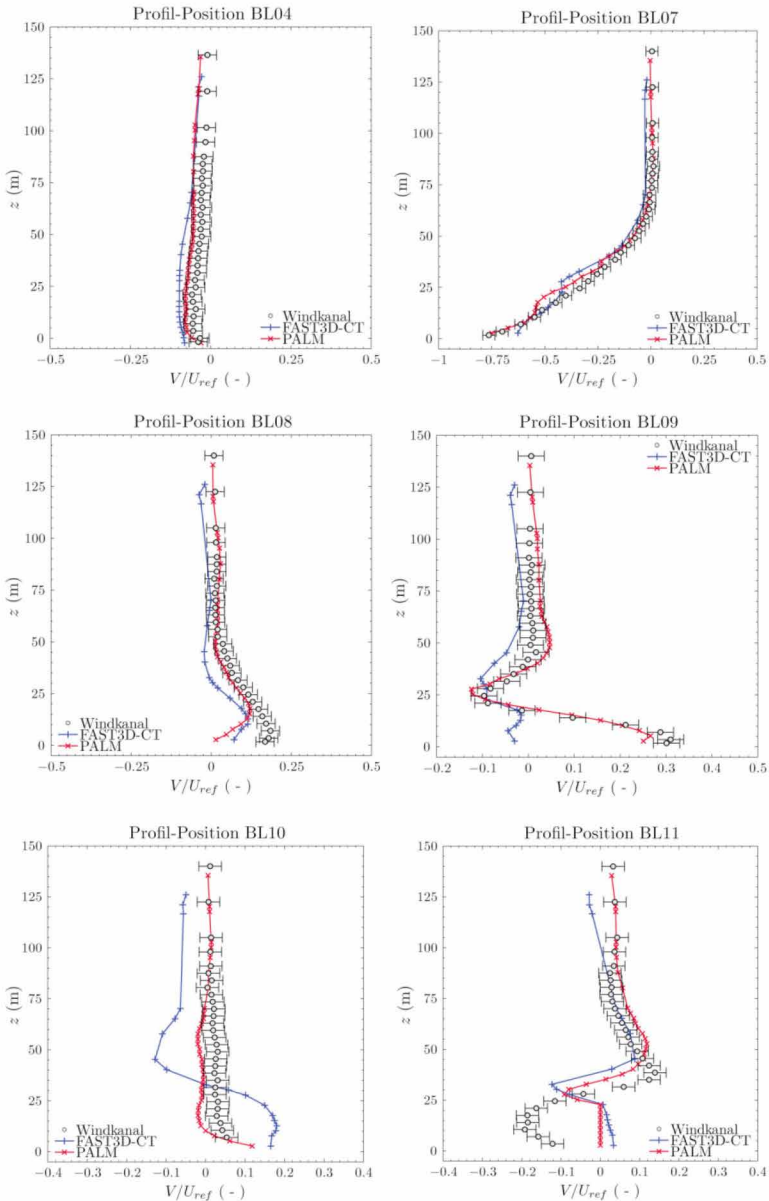 Profil-Position BL04
150
125
100
75
50
25
0
z (m)
Windkanal
FAST3D-CT
PALM
−0.5 −0.25 0 0.25 0.5
V/U_ref ( - )
Profil-Position BL07
150
125
100
75
50
25
0
z (m)
Windkanal
FAST3D-CT
PALM
−1 −0.75 −0.5 −0.25 0 0.25 0.5
V/U_ref ( - )
Profil-Position BL08
150
125
100
75
50
25
0
z (m)
Windkanal
FAST3D-CT
PALM
−0.5 −0.25 0 0.25 0.5
V/U_ref ( - )
Profil-Position BL09
150
125
100
75
50
25
0
z (m)
Windkanal
FAST3D-CT
PALM
−0.2 −0.1 0 0.1 0.2 0.3 0.4 0.5
V/U_ref ( - )
Profil-Position BL10
150
125
100
75
50
25
0
z (m)
Windkanal
FAST3D-CT
PALM
−0.4 −0.3 −0.2 −0.1 0 0.1 0.2 0.3 0.4
V/U_ref ( - )
Profil-Position BL11
150
125
100
75
50
25
0
z (m)
Windkanal
FAST3D-CT
PALM
−0.4 −0.3 −0.2 −0.1 0 0.1 0.2 0.3 0.4
V/U_ref ( - )